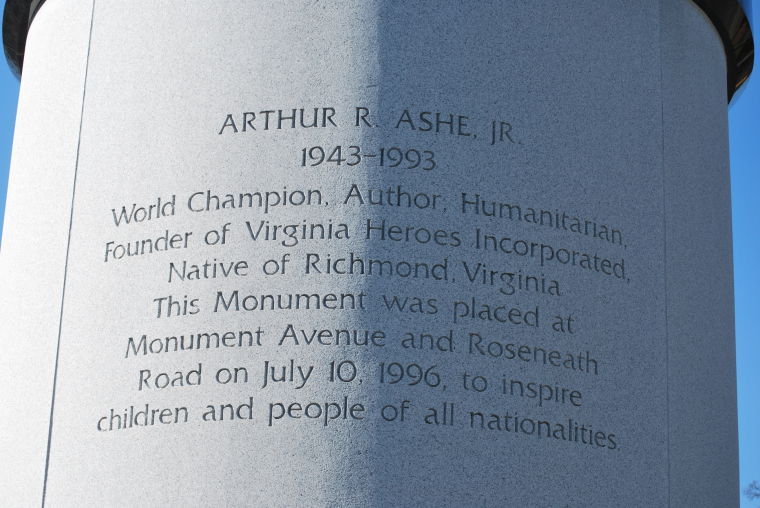 ARTHUR R. ASHE, JR.
1943-1993
World Champion, Author, Humanitarian,
Founder of Virginia Heroes Incorporated,
Native of Richmond, Virginia
This Monument was placed at
Monument Avenue and Roseneath
Road on July 10, 1996, to inspire
children and people of all nationalities.